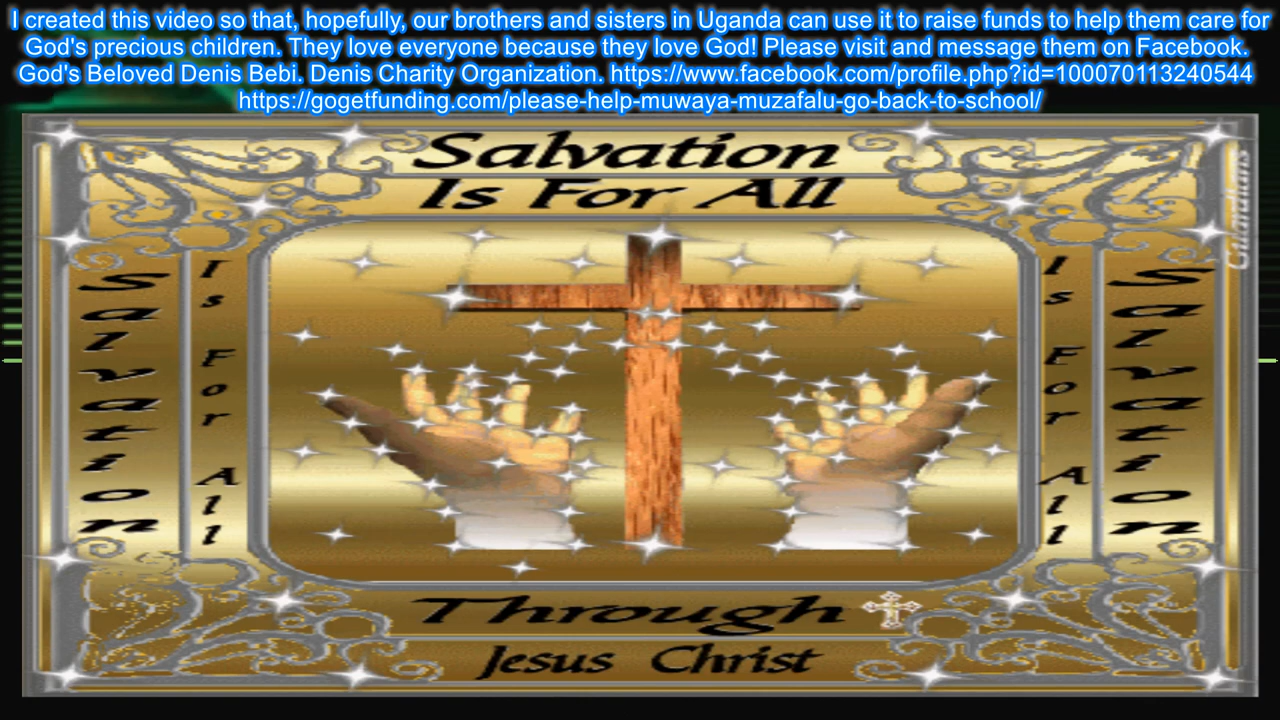 I created this video so that, hopefully, our brothers and sisters in Uganda can use it to raise funds to help them care for
God's precious children. They love everyone because they love God! Please visit and message them on Facebook.
God's Beloved Denis Bebi. Denis Charity Organization. https://www.facebook.com/profile.php?id=100070113240544
https://gogetfunding.com/please-help-muwaya-muzafalu-go-back-to-school/
Salvation
Is For All
Salvation
Is For All
Is For All
Salvation
Guardians
Through
Jesus Christ